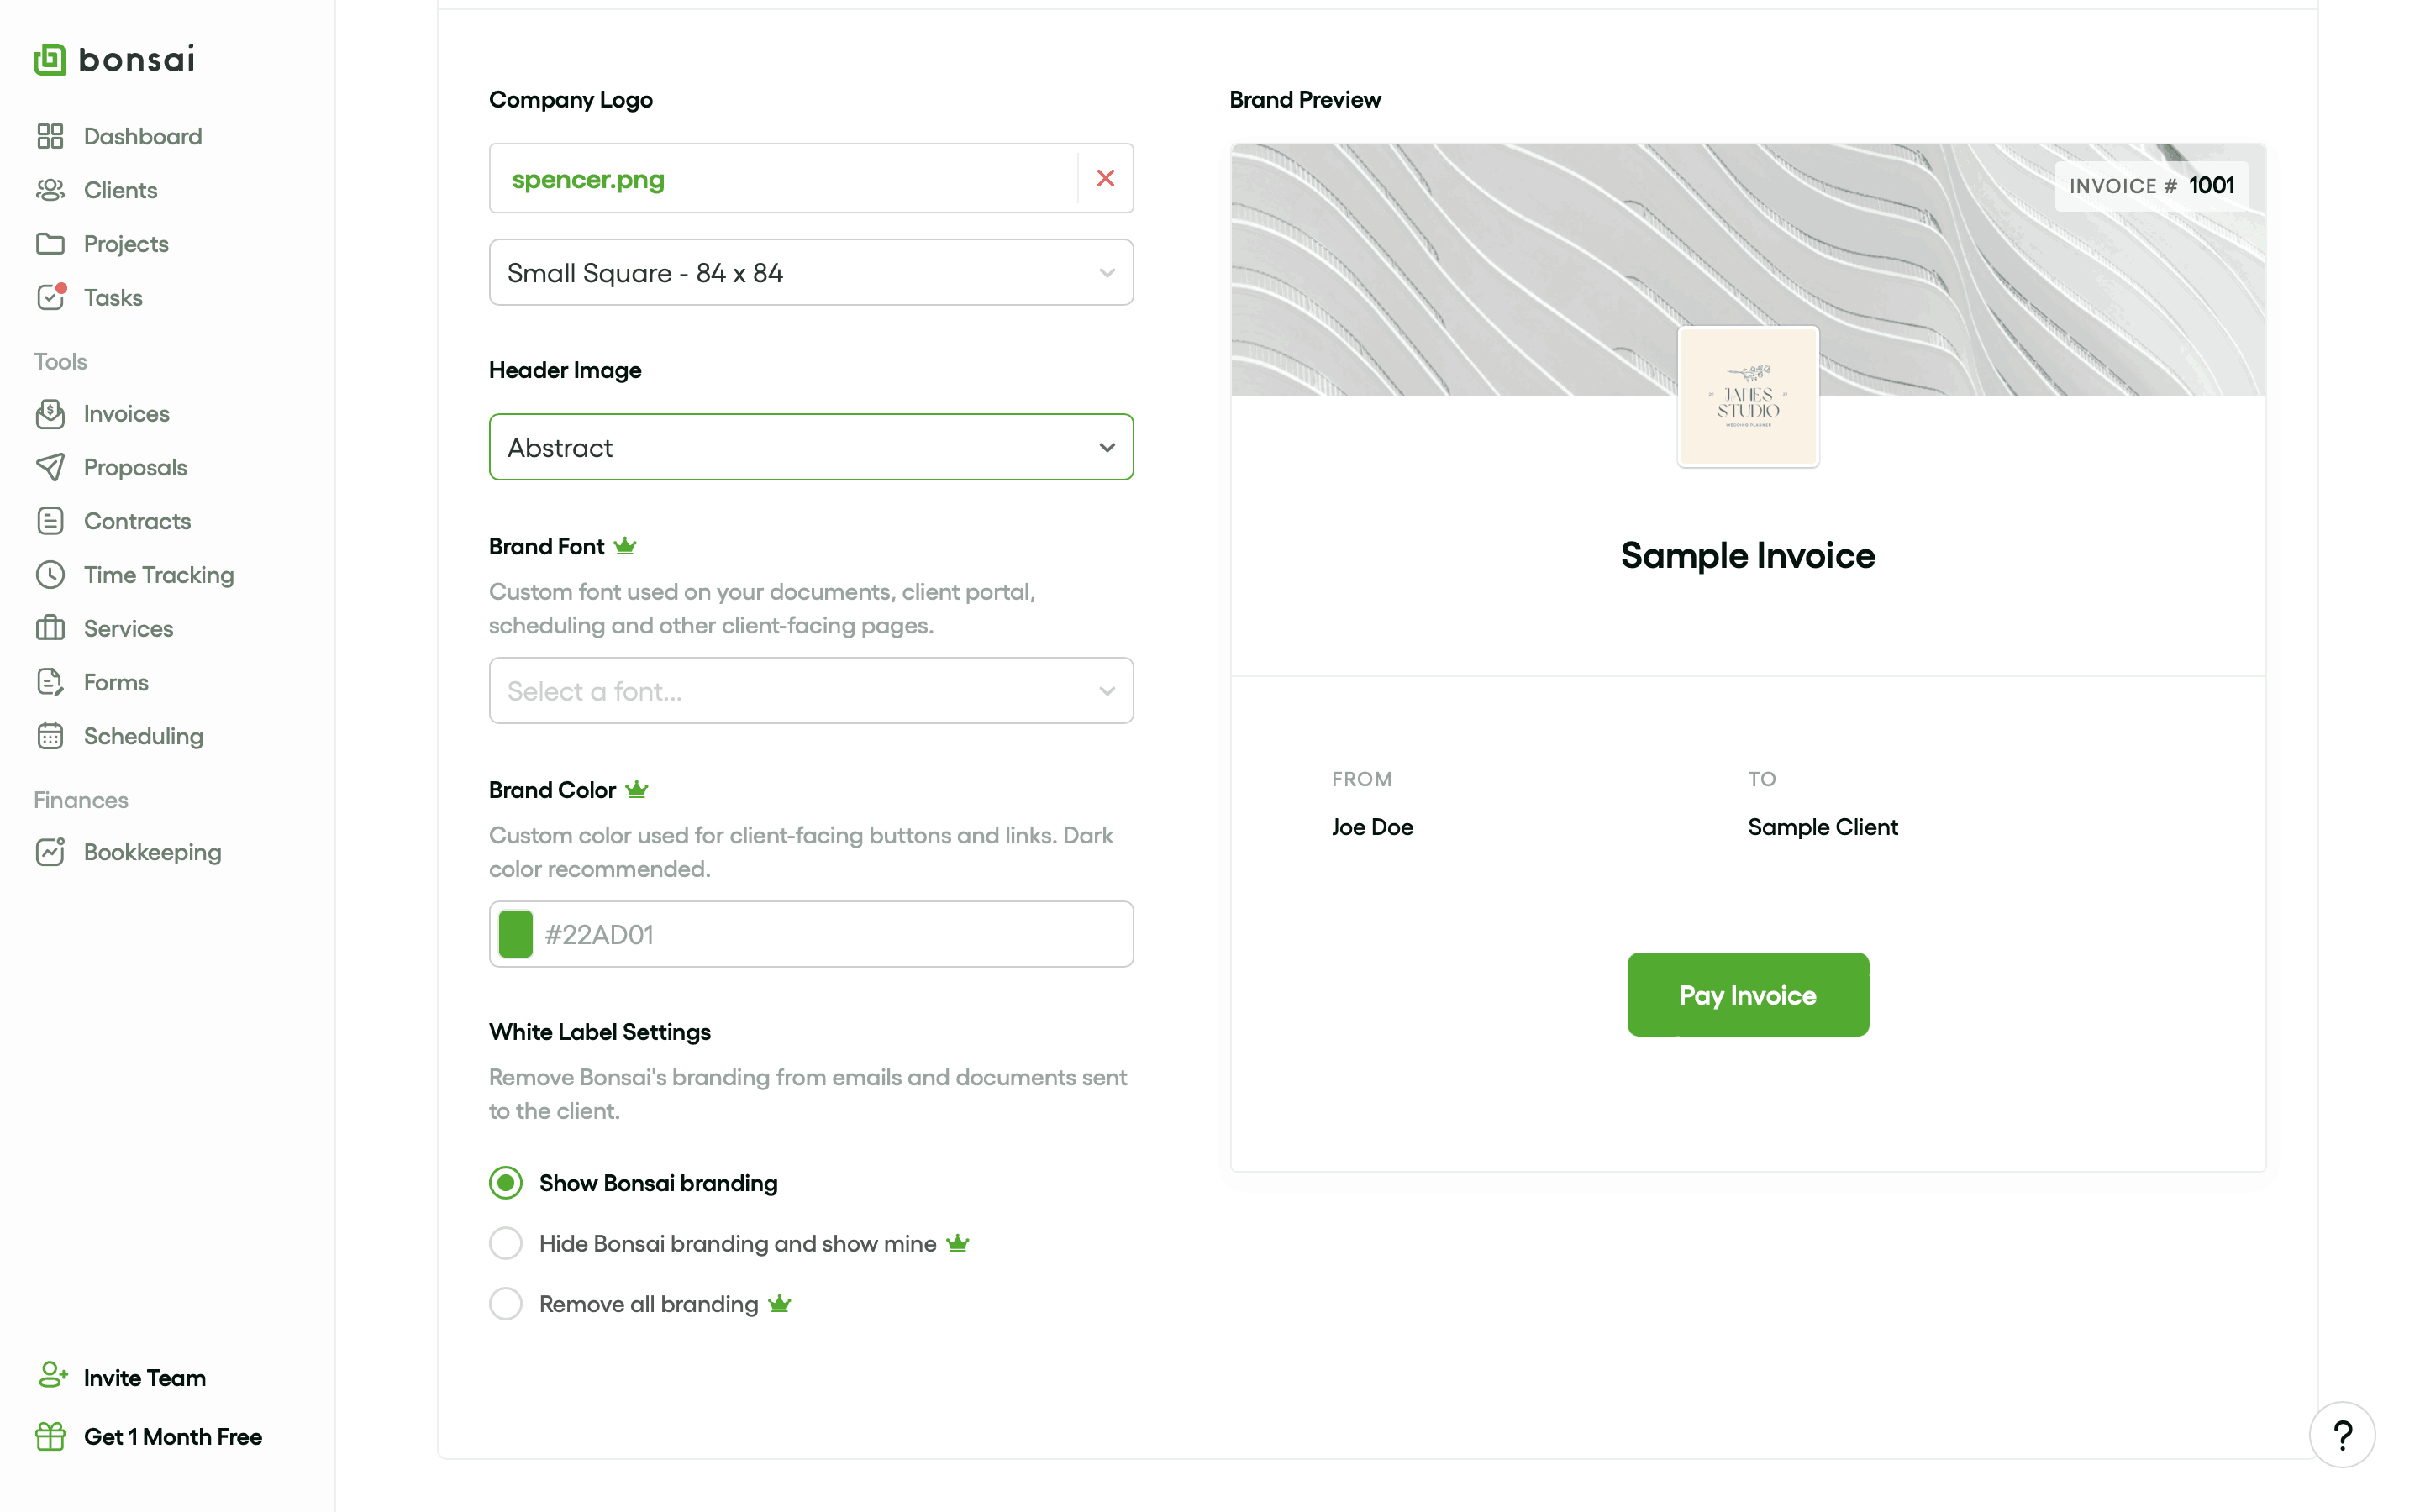 bonsai
Dashboard
Clients
Projects
Tasks
Tools
Invoices
Proposals
Contracts
Time Tracking
Services
Forms
Scheduling
Finances
Bookkeeping
Invite Team
Get 1 Month Free
Company Logo
spencer.png
Small Square - 84 x 84
Header Image
Abstract
Brand Font
Custom font used on your documents, client portal,
scheduling and other client-facing pages.
Select a font...
Brand Color
Custom color used for client-facing buttons and links. Dark
color recommended.
#22AD01
White Label Settings
Remove Bonsai's branding from emails and documents sent
to the client.
Show Bonsai branding
Hide Bonsai branding and show mine
Remove all branding
Brand Preview
INVOICE # 1001
JAMES
STUDIO
WEDDING PLANNER
Sample Invoice
FROM
Joe Doe
TO
Sample Client
Pay Invoice
?